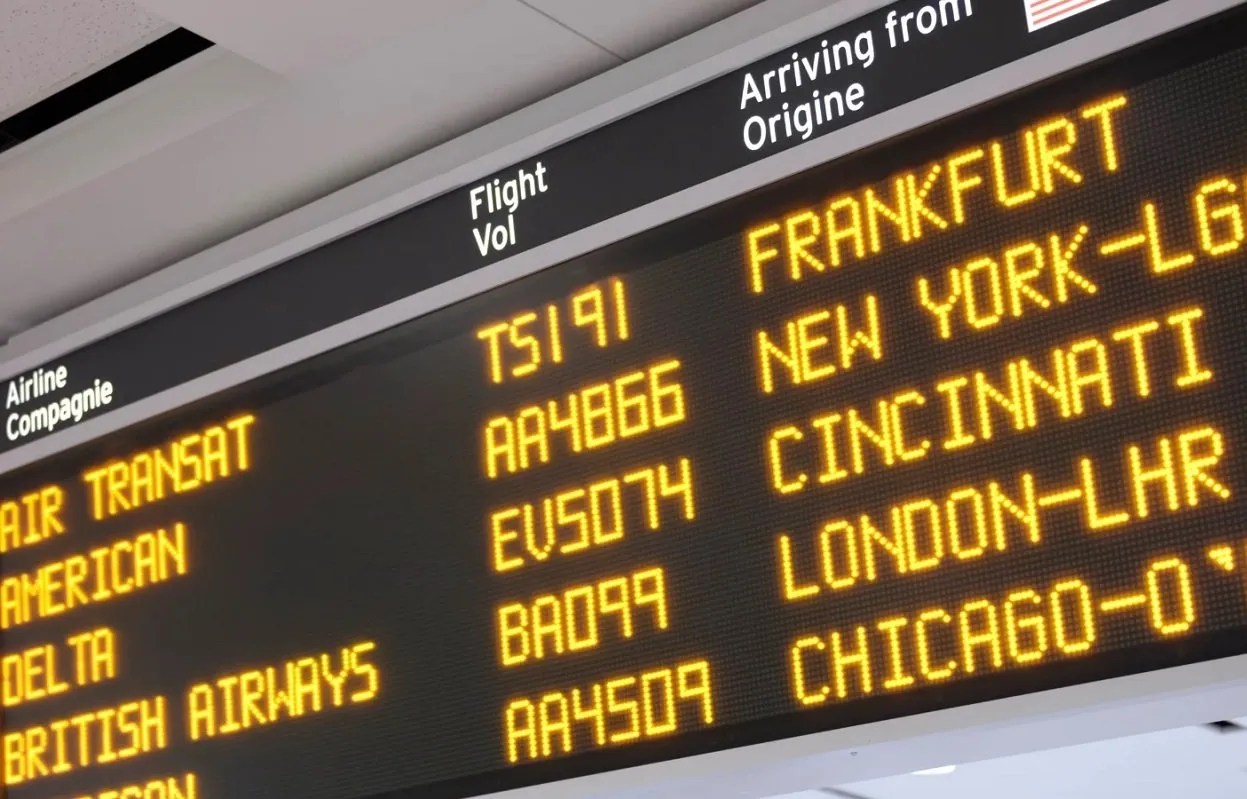 Airline Flight Arriving from
Compagnie Vol Origine
AIR TRANSAT TS191 FRANKFURT
AMERICAN AA4866 NEW YORK-LG
DELTA EV5074 CINCINNATI
BRITISH AIRWAYS BA099 LONDON-LHR
AA4509 CHICAGO-O'